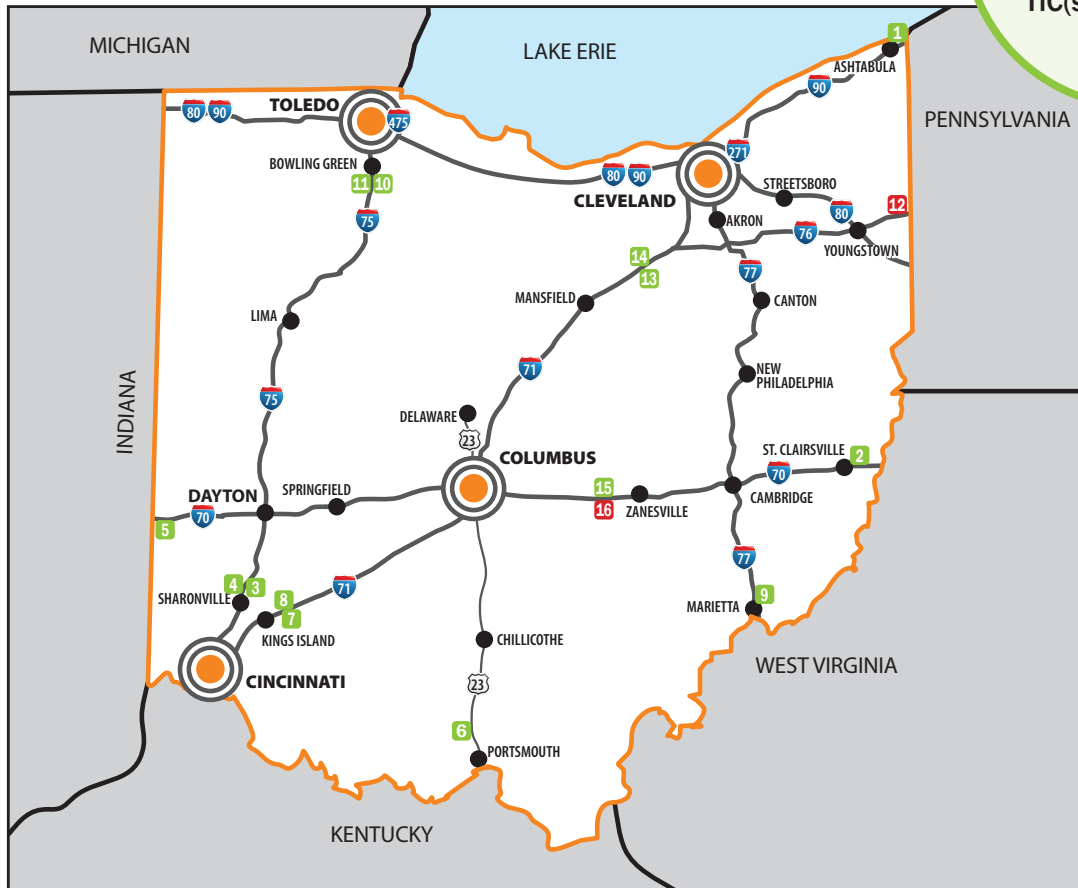 TIC(s
1
MICHIGAN
LAKE ERIE
ASHTABULA
90
TOLEDO
80 90
475
PENNSYLVANIA
271
BOWLING GREEN
80 90
STREETSBORO
11 10
CLEVELAND
12
80
AKRON
75
76
YOUNGSTOWN
14
13
77
MANSFIELD
CANTON
LIMA
71
NEW
PHILADELPHIA
INDIANA
75
DELAWARE
23
ST. CLAIRSVILLE
2
COLUMBUS
70
SPRINGFIELD
15
DAYTON
CAMBRIDGE
16
ZANESVILLE
70
5
77
4 3
71
SHARONVILLE
8
9
7
MARIETTA
KINGS ISLAND
CHILLICOTHE
WEST VIRGINIA
CINCINNATI
23
6
PORTSMOUTH
KENTUCKY